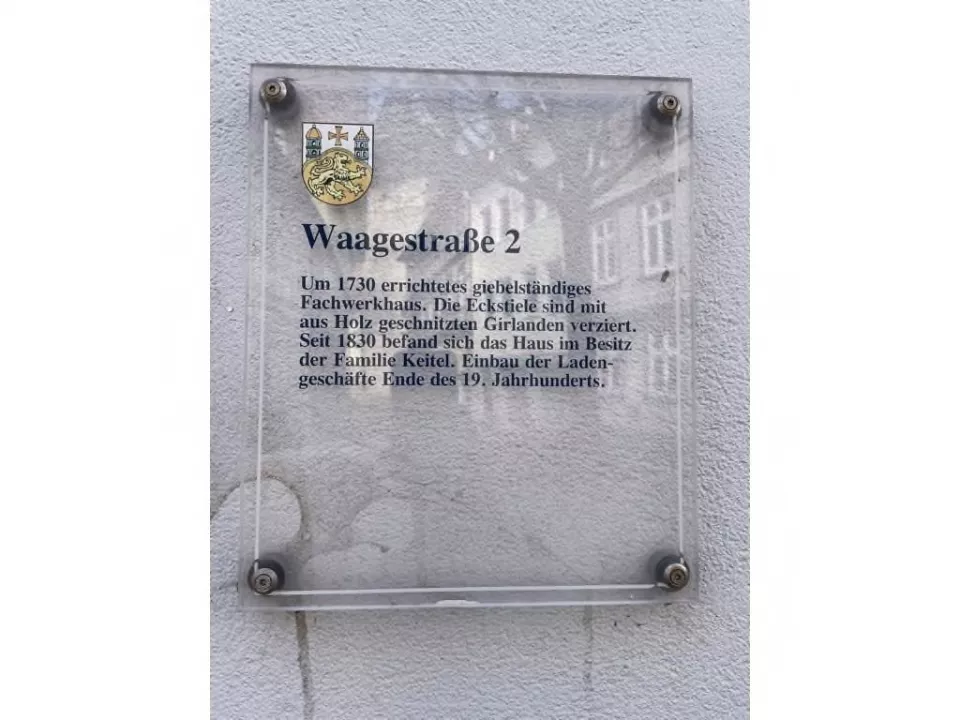 Waagestraße 2
Um 1730 errichtetes giebelständiges
Fachwerkhaus. Die Eckstiele sind mit
aus Holz geschnitzten Girlanden verziert.
Seit 1830 befand sich das Haus im Besitz
der Familie Keitel. Einbau der Laden-
geschäfte Ende des 19. Jahrhunderts.